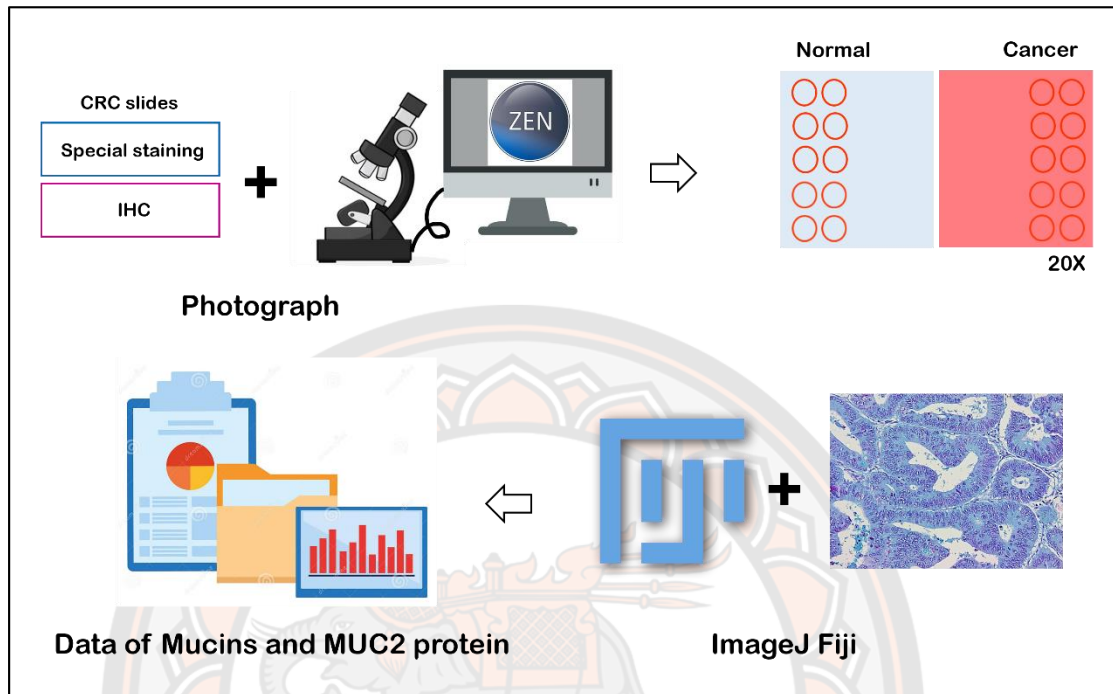 CRC slides
Special staining
IHC
ZEN
Normal
Cancer
20X
Photograph
Data of Mucins and MUC2 protein
ImageJ Fiji